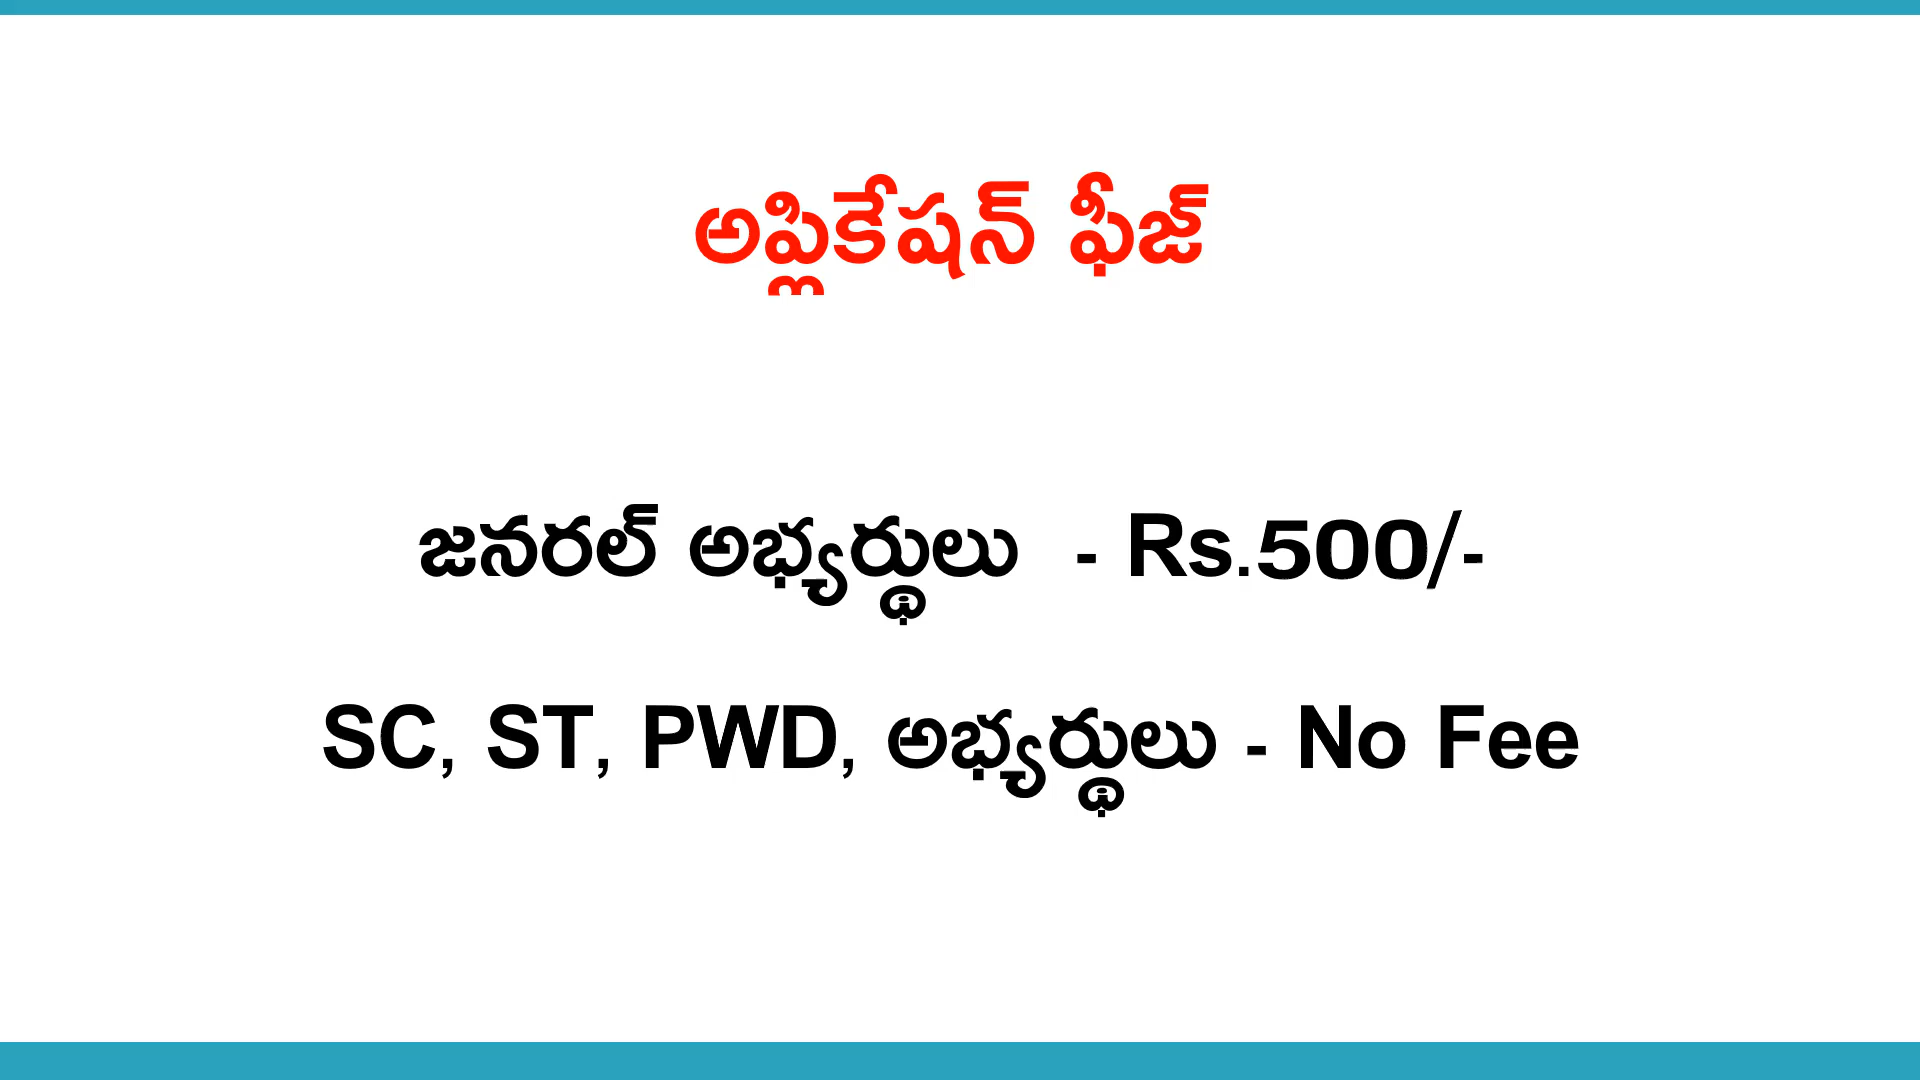 అప్లికేషన్ ఫీజ్
జనరల్ అభ్యర్థులు - Rs.500/-
SC, ST, PWD, అభ్యర్థులు - No Fee